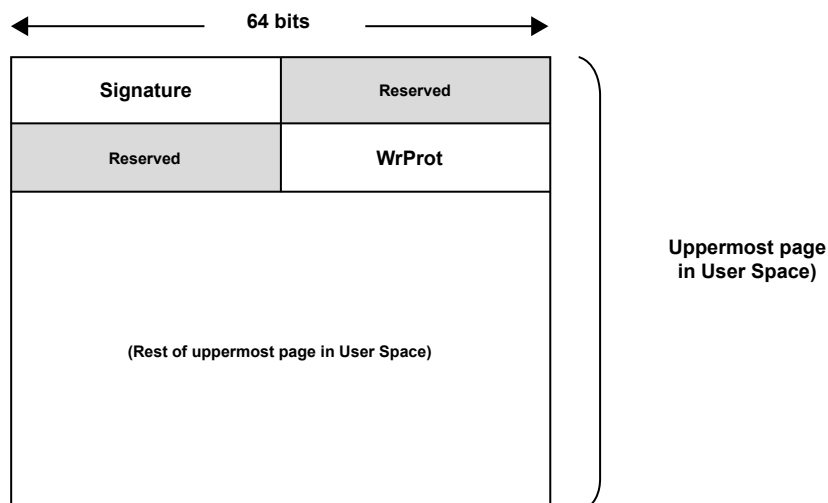 64 bits
Signature
Reserved
Reserved
WrProt
Uppermost page
in User Space)
(Rest of uppermost page in User Space)